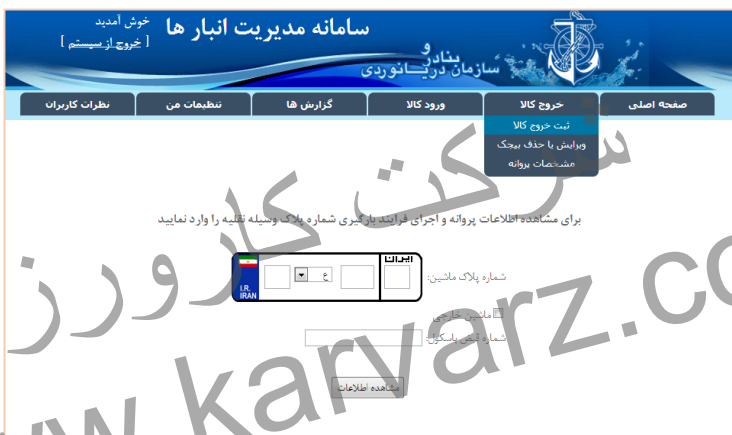 خوش آمدید
[ خروج از سیستم ]
سامانه مدیریت انبار ها
سازمان بنادر و دریـــانوردی
صفحه اصلی
خروج کالا
ورود کالا
گزارش ها
تنظیمات من
نظرات کاربران
ثبت خروج کالا
ویرایش یا حذف بیجک
مشخصات پروانه
برای مشاهده اطلاعات پروانه و اجرای فرایند بارگیری شماره پلاک وسیله نقلیه را وارد نمایید
شماره پلاک ماشین:
ایران
ع
I.R.
IRAN
ماشین خارجی
شماره قبض باسکول:
مشاهده اطلاعات
شرکت کارورز
www.karvarz.co